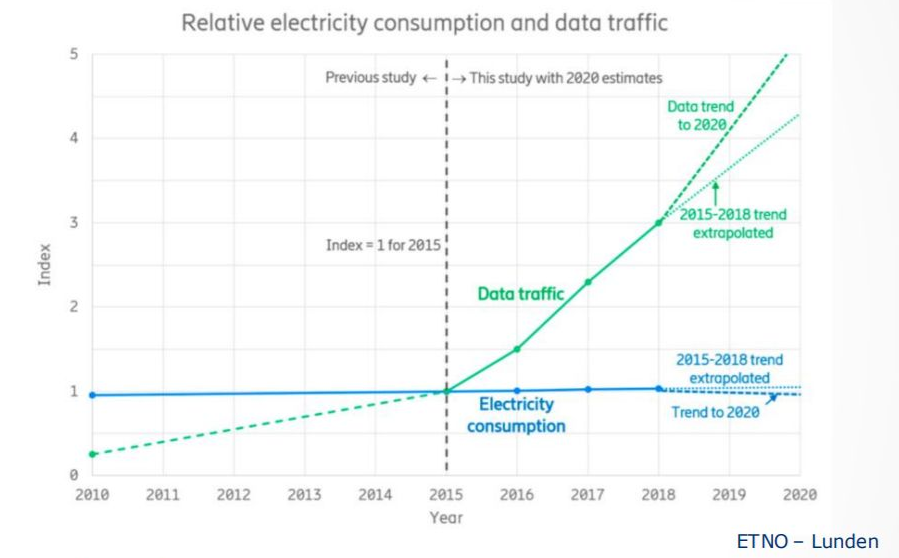 Relative electricity consumption and data traffic
5
Previous study ← → This study with 2020 estimates
Data trend
to 2020
4
2015-2018 trend
extrapolated
3
Index = 1 for 2015
Index
Data traffic
2
2015-2018 trend
extrapolated
1
Electricity
consumption
Trend to 2020
0
2010 2011 2012 2013 2014 2015 2016 2017 2018 2019 2020
Year
ETNO – Lunden